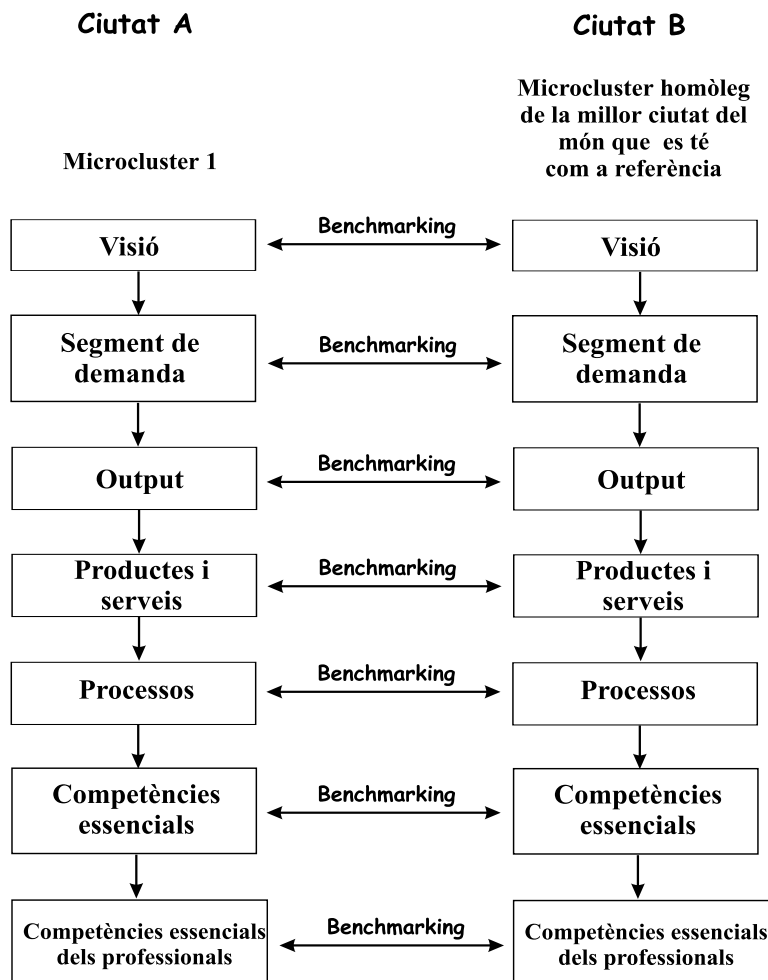 Ciutat A
Ciutat B
Microcluster 1
Microcluster homòleg
de la millor ciutat del
món que es té
com a referència
Visió
Benchmarking
Visió
Segment de
demanda
Benchmarking
Segment de
demanda
Output
Benchmarking
Output
Productes i
serveis
Benchmarking
Productes i
serveis
Processos
Benchmarking
Processos
Competències
essencials
Benchmarking
Competències
essencials
Competències essencials
dels professionals
Benchmarking
Competències essencials
dels professionals